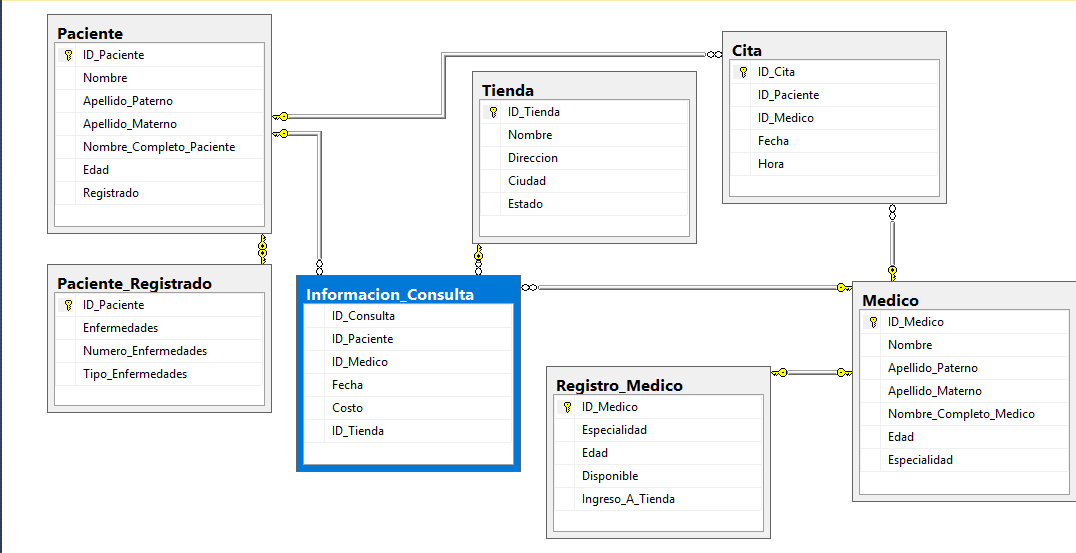 Paciente
ID_Paciente
Nombre
Apellido_Paterno
Apellido_Materno
Nombre_Completo_Paciente
Edad
Registrado
Tienda
ID_Tienda
Nombre
Direccion
Ciudad
Estado
Cita
ID_Cita
ID_Paciente
ID_Medico
Fecha
Hora
Paciente_Registrado
ID_Paciente
Enfermedades
Numero_Enfermedades
Tipo_Enfermedades
Informacion_Consulta
ID_Consulta
ID_Paciente
ID_Medico
Fecha
Costo
ID_Tienda
Registro_Medico
ID_Medico
Especialidad
Edad
Disponible
Ingreso_A_Tienda
Medico
ID_Medico
Nombre
Apellido_Paterno
Apellido_Materno
Nombre_Completo_Medico
Edad
Especialidad